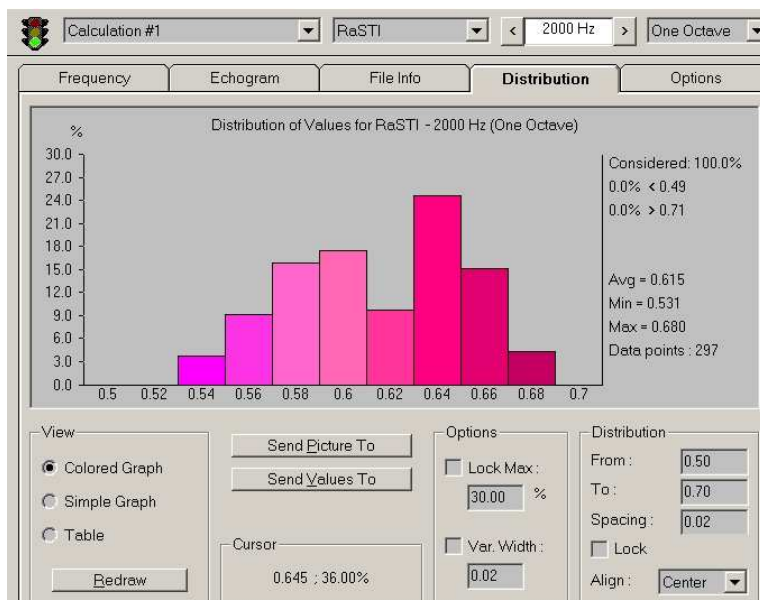 Calculation #1 RaSTI < 2000 Hz > One Octave
Frequency Echogram File Info Distribution Options
Distribution of Values for RaSTI - 2000 Hz (One Octave)
%
30.0
27.0
24.0
21.0
18.0
15.0
12.0
9.0
6.0
3.0
0.0
0.5 0.52 0.54 0.56 0.58 0.6 0.62 0.64 0.66 0.68 0.7
Considered: 100.0%
0.0% < 0.49
0.0% > 0.71
Avg = 0.615
Min = 0.531
Max = 0.680
Data points : 297
View
Colored Graph
Simple Graph
Table
Redraw
Send Picture To
Send Values To
Cursor
0.645 ; 36.00%
Options
Lock Max :
30.00 %
Var. Width :
0.02
Distribution
From : 0.50
To : 0.70
Spacing : 0.02
Lock
Align : Center